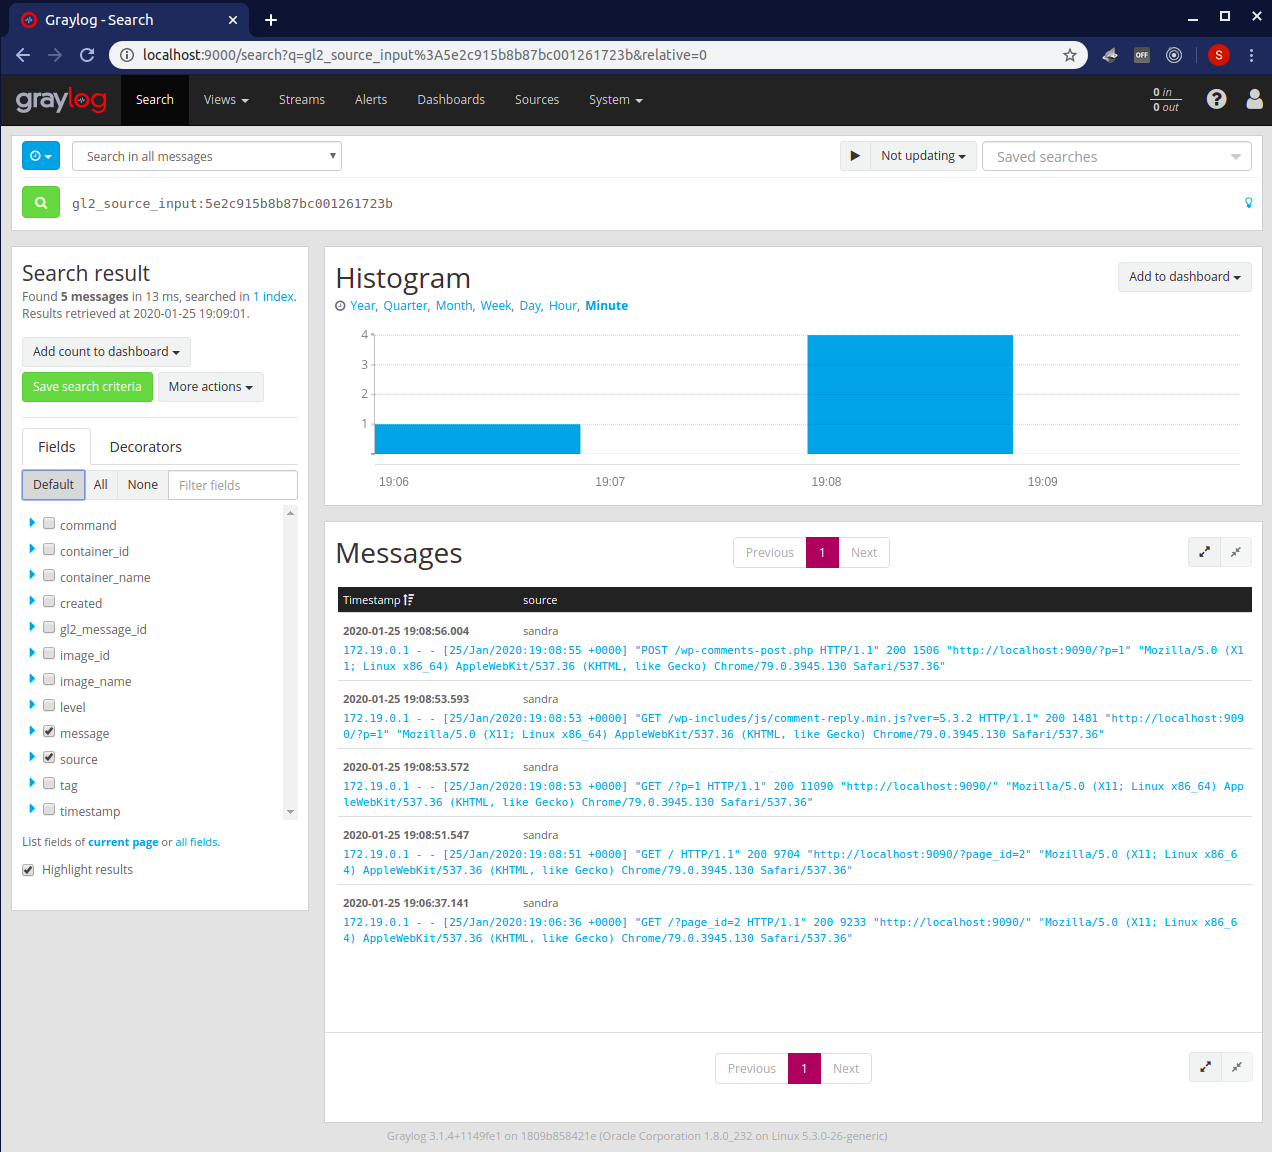 Graylog - Search
localhost:9000/search?q=gl2_source_input%3A5e2c915b8b87bc001261723b&relative=0
OFF
S
graylog
Search
Views
Streams
Alerts
Dashboards
Sources
System
0 in
0 out
Search in all messages
Not updating
Saved searches
gl2_source_input:5e2c915b8b87bc001261723b
Search result
Found 5 messages in 13 ms, searched in 1 index.
Results retrieved at 2020-01-25 19:09:01.
Add count to dashboard
Save search criteria
More actions
Fields
Decorators
Default
All
None
Filter fields
command
container_id
container_name
created
gl2_message_id
image_id
image_name
level
message
source
tag
timestamp
List fields of current page or all fields.
Highlight results
Histogram
Add to dashboard
Year, Quarter, Month, Week, Day, Hour, Minute
4
3
2
1
19:06
19:07
19:08
19:09
Messages
Previous
1
Next
Timestamp
source
2020-01-25 19:08:56.004
sandra
172.19.0.1 - - [25/Jan/2020:19:08:55 +0000] "POST /wp-comments-post.php HTTP/1.1" 200 1506 "http://localhost:9090/?p=1" "Mozilla/5.0 (X1
1; Linux x86_64) AppleWebKit/537.36 (KHTML, like Gecko) Chrome/79.0.3945.130 Safari/537.36"
2020-01-25 19:08:53.593
sandra
172.19.0.1 - - [25/Jan/2020:19:08:53 +0000] "GET /wp-includes/js/comment-reply.min.js?ver=5.3.2 HTTP/1.1" 200 1481 "http://localhost:909
0/?p=1" "Mozilla/5.0 (X11; Linux x86_64) AppleWebKit/537.36 (KHTML, like Gecko) Chrome/79.0.3945.130 Safari/537.36"
2020-01-25 19:08:53.572
sandra
172.19.0.1 - - [25/Jan/2020:19:08:53 +0000] "GET /?p=1 HTTP/1.1" 200 11090 "http://localhost:9090/" "Mozilla/5.0 (X11; Linux x86_64) App
leWebKit/537.36 (KHTML, like Gecko) Chrome/79.0.3945.130 Safari/537.36"
2020-01-25 19:08:51.547
sandra
172.19.0.1 - - [25/Jan/2020:19:08:51 +0000] "GET / HTTP/1.1" 200 9704 "http://localhost:9090/?page_id=2" "Mozilla/5.0 (X11; Linux x86_6
4) AppleWebKit/537.36 (KHTML, like Gecko) Chrome/79.0.3945.130 Safari/537.36"
2020-01-25 19:06:37.141
sandra
172.19.0.1 - - [25/Jan/2020:19:06:36 +0000] "GET /?page_id=2 HTTP/1.1" 200 9233 "http://localhost:9090/" "Mozilla/5.0 (X11; Linux x86_6
4) AppleWebKit/537.36 (KHTML, like Gecko) Chrome/79.0.3945.130 Safari/537.36"
Previous
1
Next
Graylog 3.1.4+1149fe1 on 1809b858421e (Oracle Corporation 1.8.0_232 on Linux 5.3.0-26-generic)